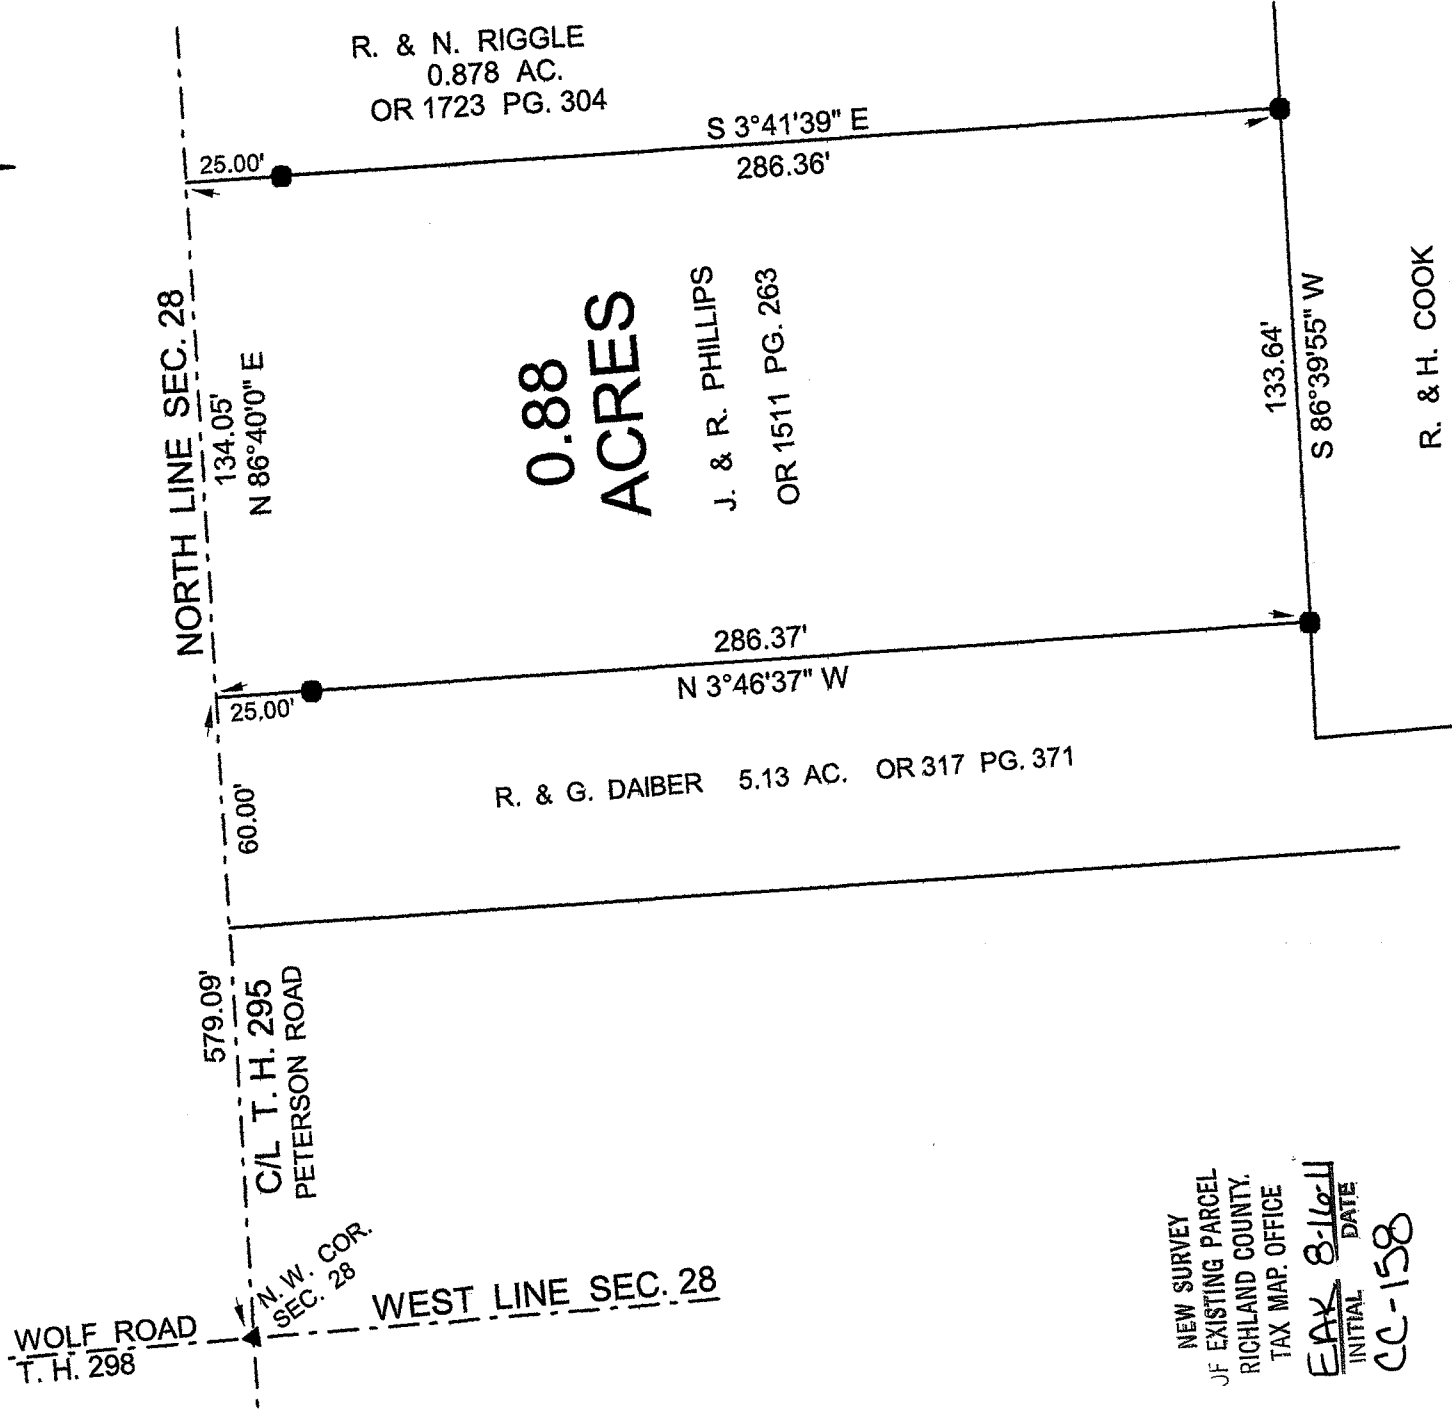 R. & N. RIGGLE
0.878 AC.
OR 1723 PG. 304
25.00'
S 3°41'39" E
286.36'
NORTH LINE SEC. 28
134.05'
N 86°40'0" E
0.88
ACRES
J. & R. PHILLIPS
OR 1511 PG. 263
133.64'
S 86°39'55" W
R. & H. COOK
286.37'
N 3°46'37" W
25.00'
60.00'
R. & G. DAIBER 5.13 AC. OR 317 PG. 371
579.09'
C/L T. H. 295
PETERSON ROAD
N. W. COR.
SEC. 28
WEST LINE SEC. 28
WOLF ROAD
T. H. 298
NEW SURVEY
OF EXISTING PARCEL
RICHLAND COUNTY.
TAX MAP. OFFICE
EAK 8-16-11
INITIAL DATE
CC-158